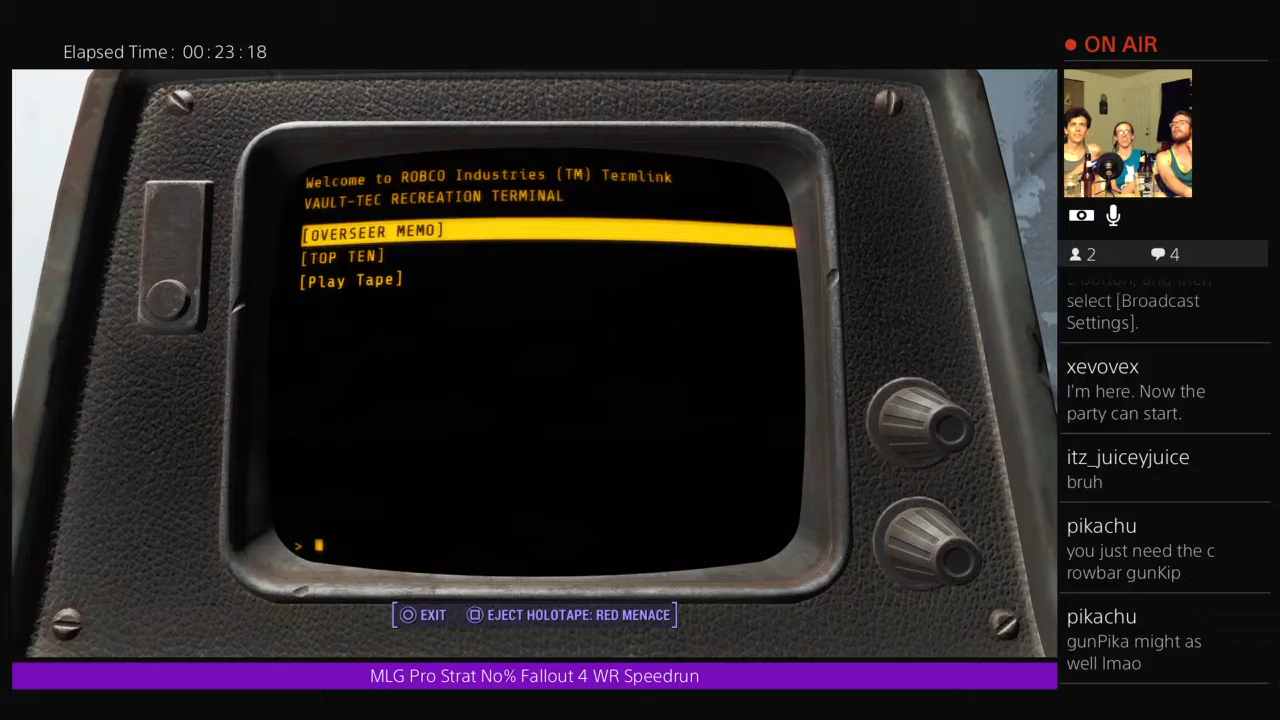 Elapsed Time: 00:23:18
ON AIR
Welcome to ROBCO Industries (TM) Termlink
VAULT-TEC RECREATION TERMINAL
[OVERSEER MEMO]
[TOP TEN]
[Play Tape]
>
EXIT EJECT HOLOTAPE: RED MENACE
MLG Pro Strat No% Fallout 4 WR Speedrun
2 4
select [Broadcast
Settings].
xevovex
I'm here. Now the
party can start.
itz_juiceyjuice
bruh
pikachu
you just need the c
rowbar gunKip
pikachu
gunPika might as
well lmao